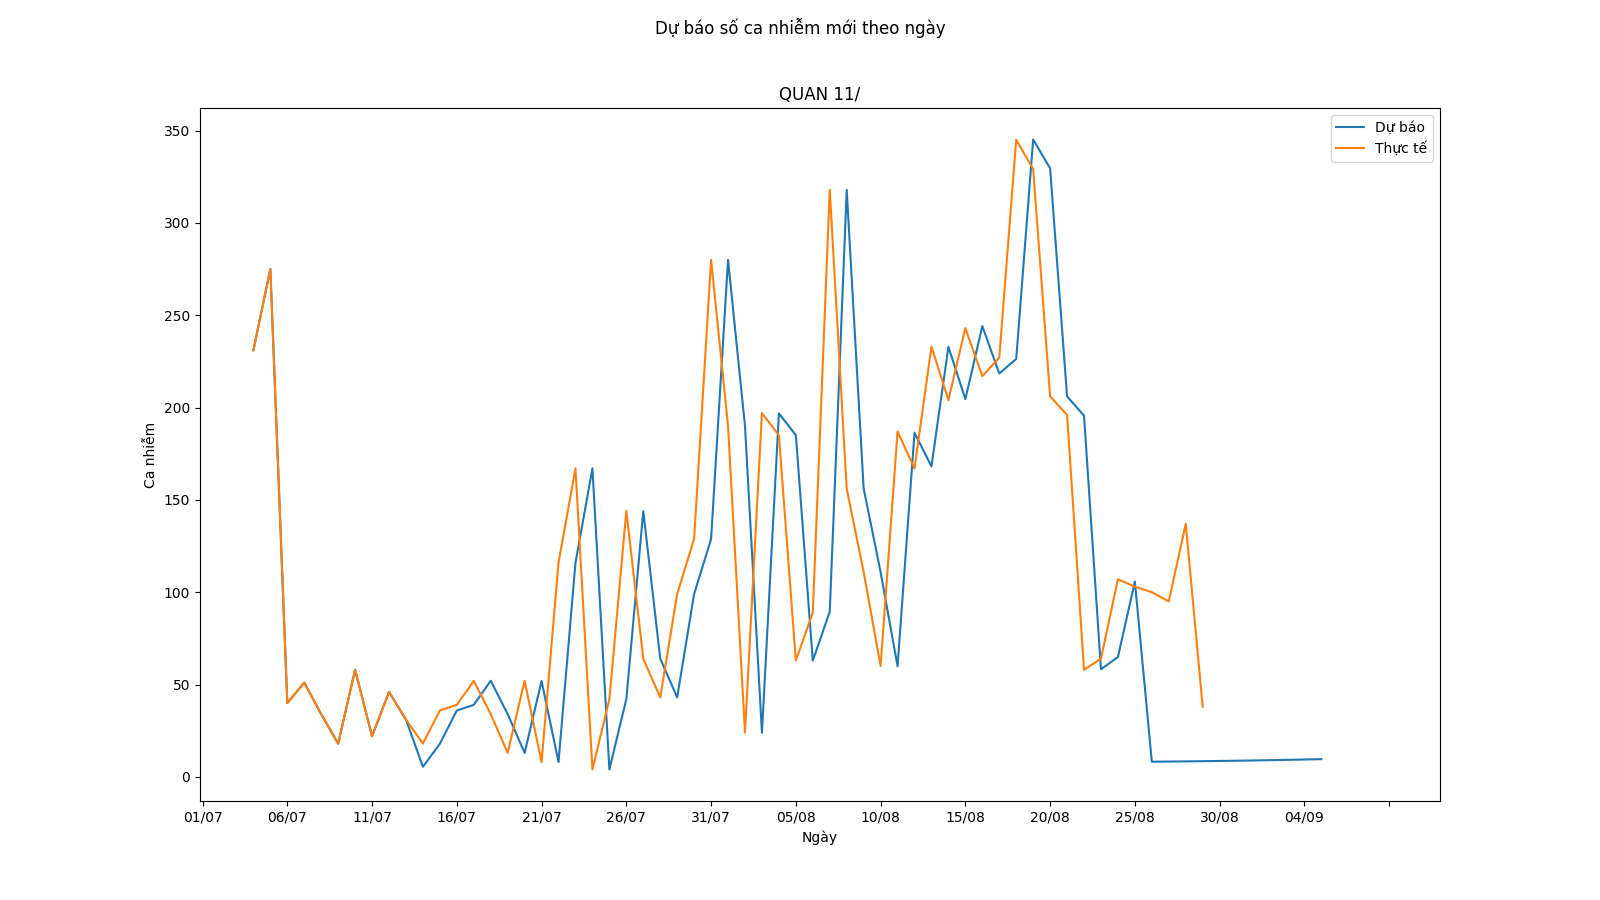 Dự báo số ca nhiễm mới theo ngày
QUAN 11/
Dự báo
Thực tế
350
300
250
200
150
100
50
0
Ca nhiễm
01/07 06/07 11/07 16/07 21/07 26/07 31/07 05/08 10/08 15/08 20/08 25/08 30/08 04/09
Ngày